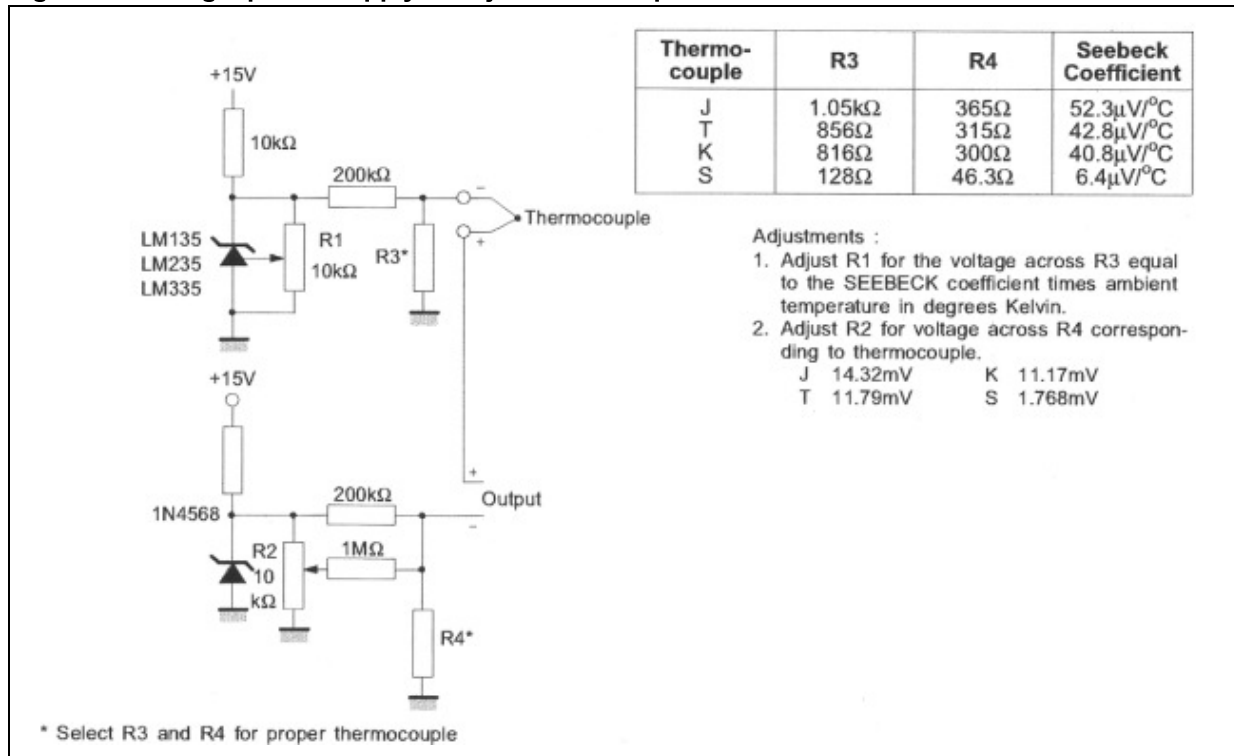 Thermo-
couple R3 R4 Seebeck
Coefficient
J 1.05kΩ 365Ω 52.3μV/°C
T 856Ω 315Ω 42.8μV/°C
K 816Ω 300Ω 40.8μV/°C
S 128Ω 46.3Ω 6.4μV/°C
+15V
10kΩ
200kΩ
−
Thermocouple
+
LM135
LM235
LM335
R1
10kΩ
R3*
Adjustments :
1. Adjust R1 for the voltage across R3 equal
to the SEEBECK coefficient times ambient
temperature in degrees Kelvin.
2. Adjust R2 for voltage across R4 correspon-
ding to thermocouple.
J 14.32mV K 11.17mV
T 11.79mV S 1.768mV
+15V
+
Output
−
200kΩ
1N4568
R2
10
kΩ
1MΩ
R4*
* Select R3 and R4 for proper thermocouple